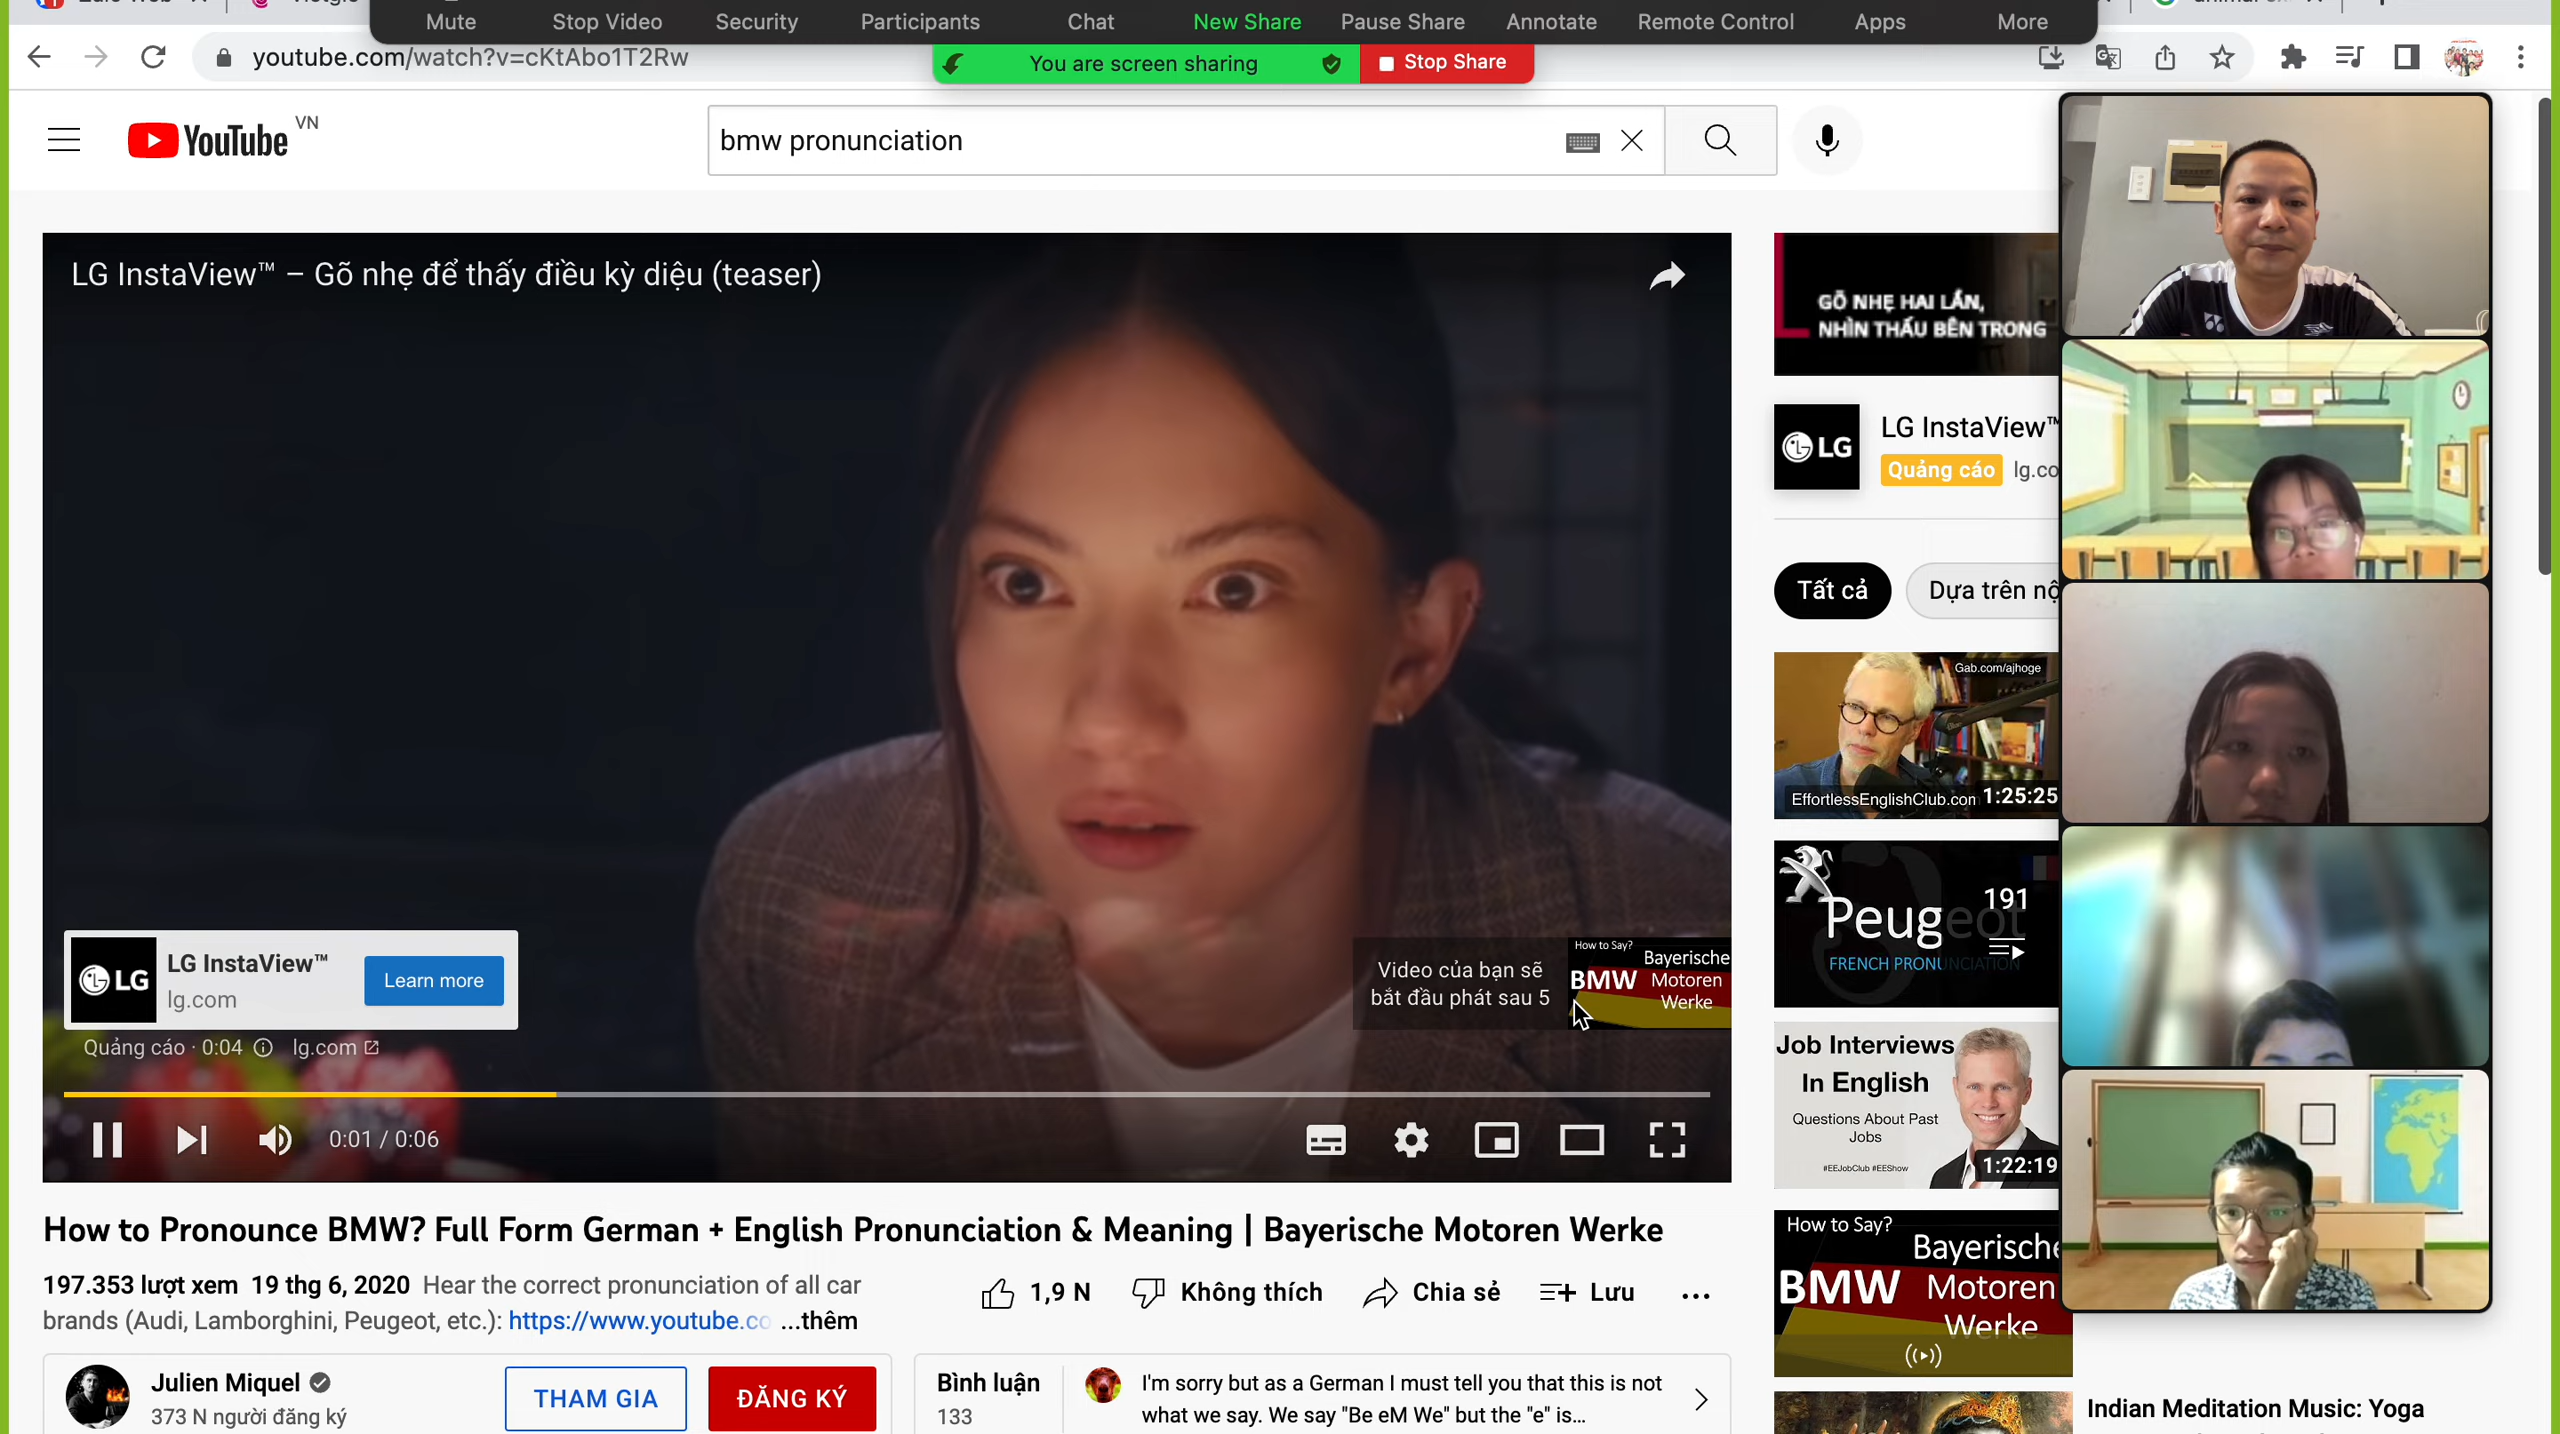 Mute
Stop Video
Security
Participants
Chat
New Share
Pause Share
Annotate
Remote Control
Apps
More
youtube.com/watch?v=cKtAbo1T2Rw
You are screen sharing
Stop Share
YouTube VN
bmw pronunciation
LG InstaView™ – Gõ nhẹ để thấy điều kỳ diệu (teaser)
LG
LG InstaView™
lg.com
Learn more
Video của bạn sẽ
bắt đầu phát sau 5
How to Say?
BMW
Bayerische
Motoren
Werke
Quảng cáo · 0:04
lg.com
0:01 / 0:06
How to Pronounce BMW? Full Form German + English Pronunciation & Meaning | Bayerische Motoren Werke
197.353 lượt xem 19 thg 6, 2020 Hear the correct pronunciation of all car
brands (Audi, Lamborghini, Peugeot, etc.): https://www.youtube.co ...thêm
1,9 N
Không thích
Chia sẻ
Lưu
Julien Miquel
373 N người đăng ký
THAM GIA
ĐĂNG KÝ
Bình luận
133
I'm sorry but as a German I must tell you that this is not
what we say. We say "Be eM We" but the "e" is...
GÕ NHẸ HAI LẦN,
NHÌN THẤU BÊN TRONG
LG
LG InstaView™
Quảng cáo lg.co
Tất cả
Dựa trên nộ
Gab.com/ajhoge
EffortlessEnglishClub.com
1:25:25
Peugeot
FRENCH PRONUNCIATION
191
Job Interviews
In English
Questions About Past
Jobs
#EEJobClub #EEShow
1:22:19
How to Say?
BMW
Bayerische
Motoren
Werke
Indian Meditation Music: Yoga